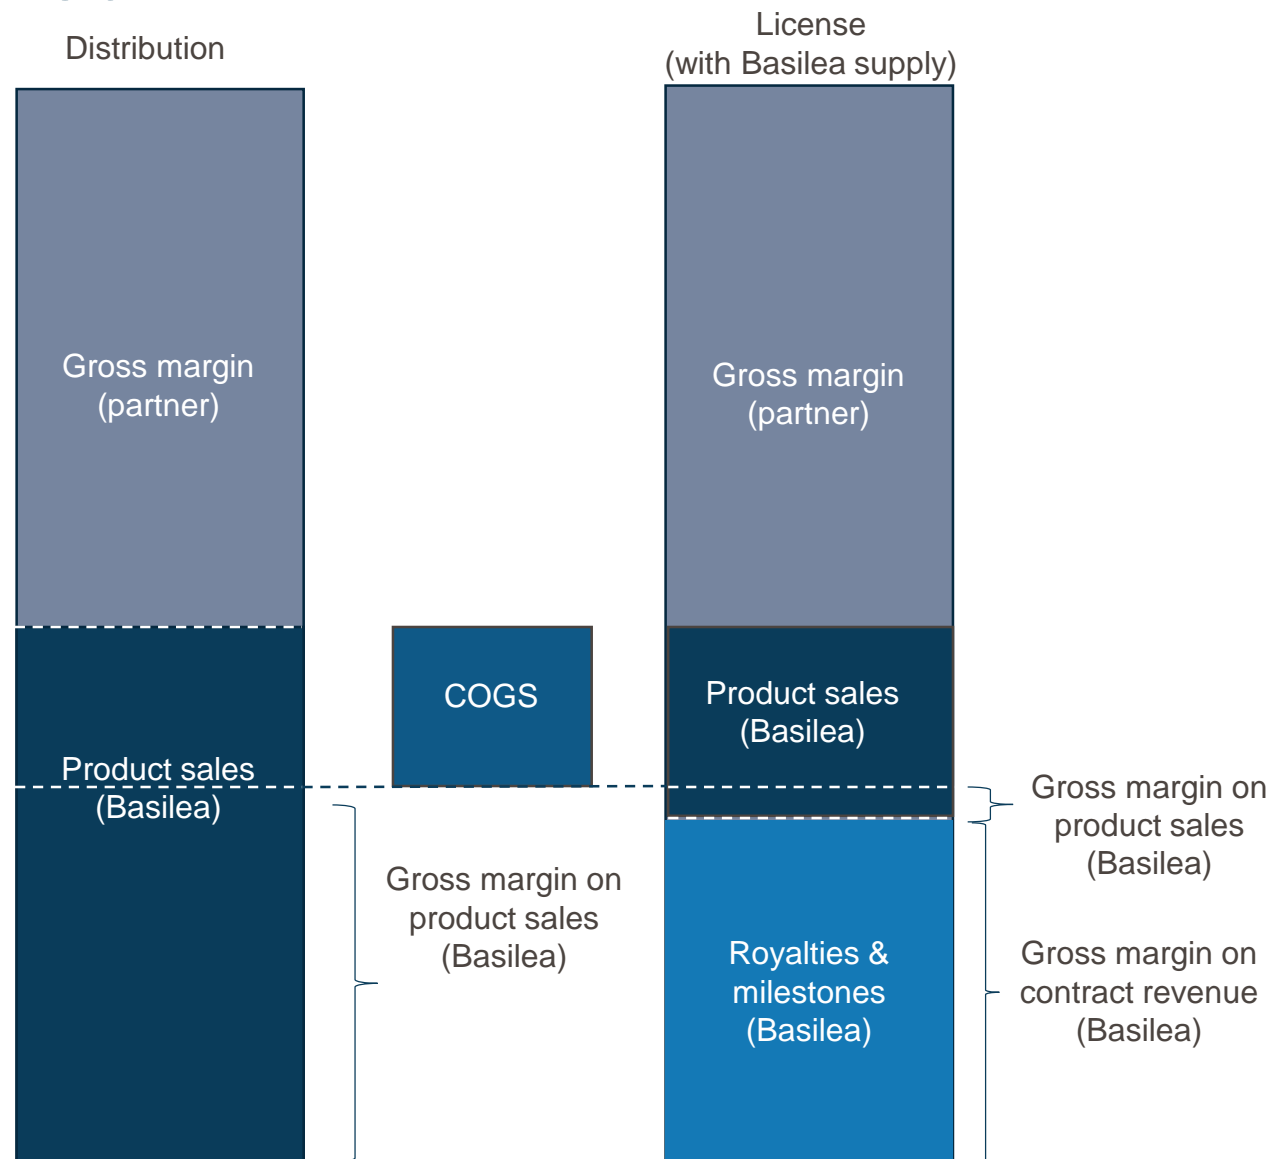 Distribution
License
(with Basilea supply)
Gross margin
(partner)
Gross margin
(partner)
COGS
Product sales
(Basilea)
Product sales
(Basilea)
Gross margin on
product sales
(Basilea)
Gross margin on
product sales
(Basilea)
Royalties &
milestones
(Basilea)
Gross margin on
contract revenue
(Basilea)